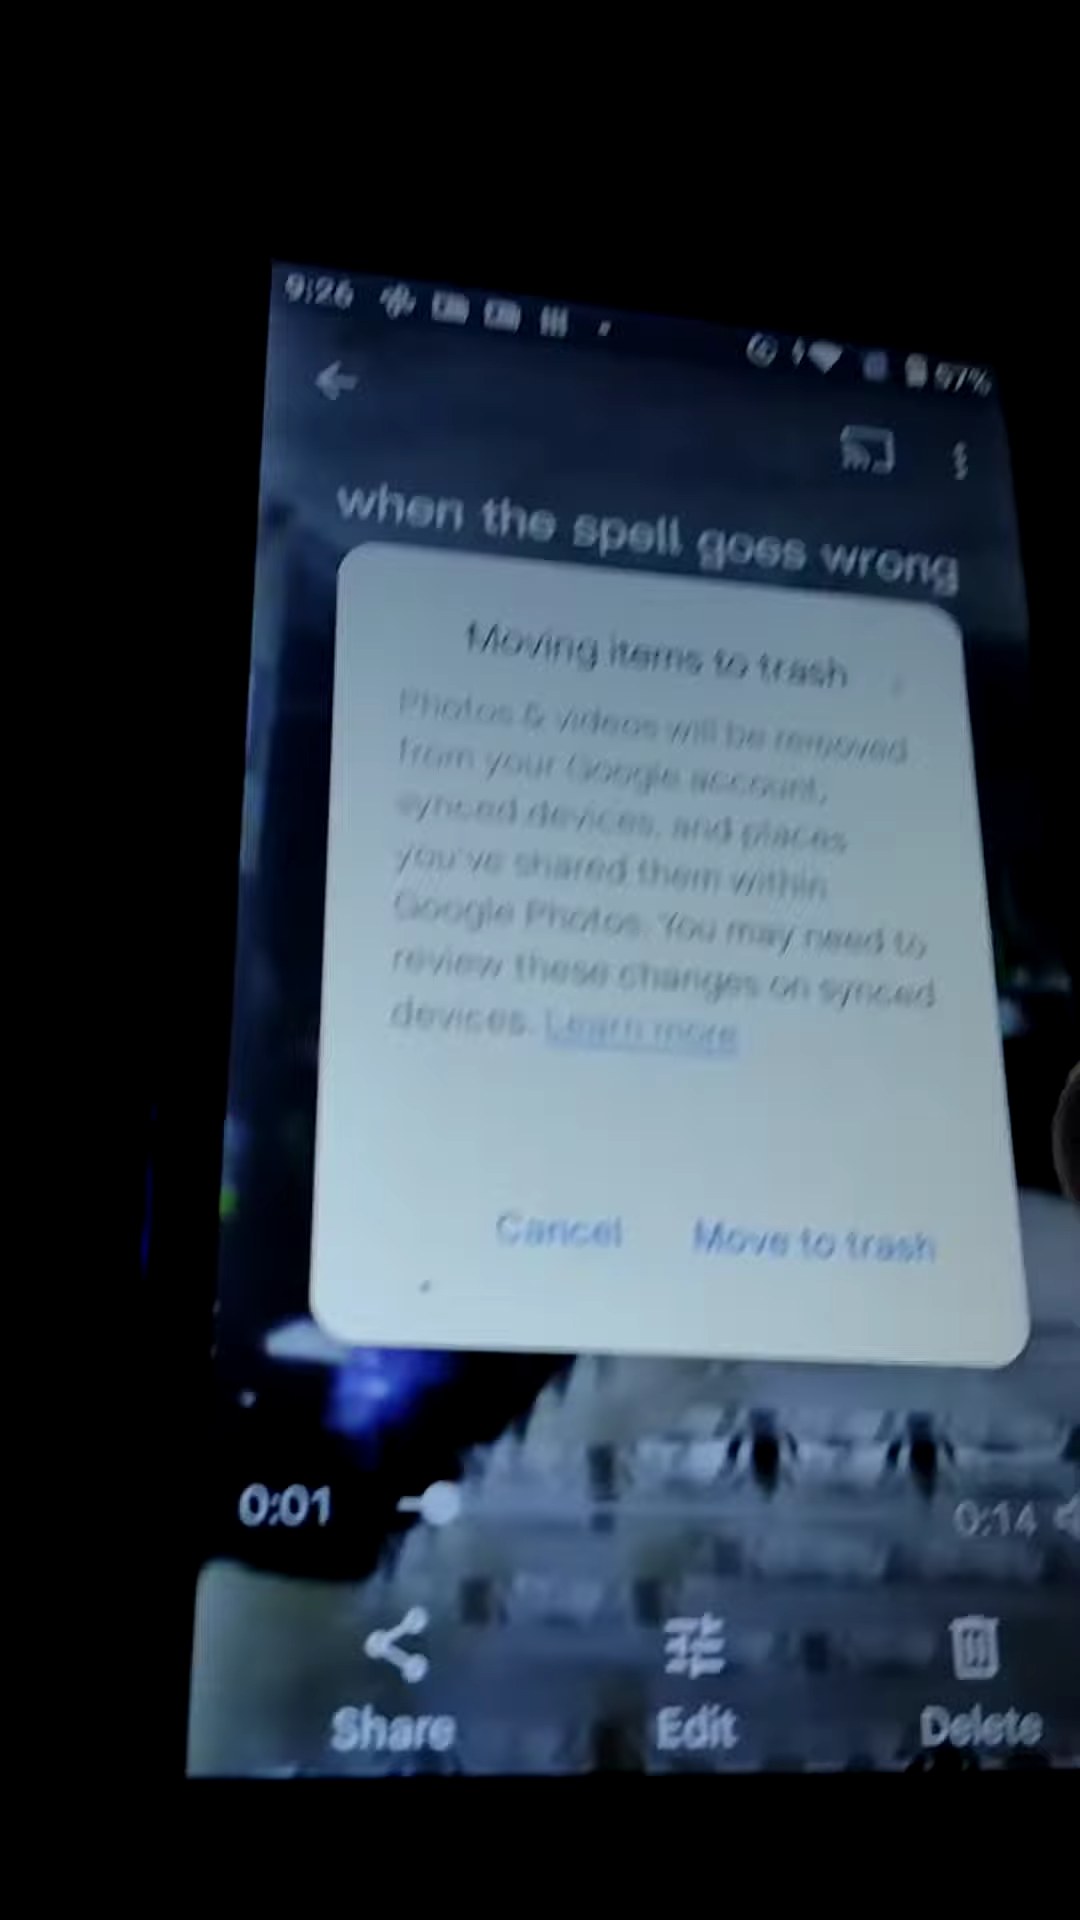 9:26
97%
when the spell goes wrong
Moving items to trash
Photos & videos will be removed
from your Google account,
synced devices, and places
you've shared them within
Google Photos. You may need to
review these changes on synced
devices. Learn more
Cancel Move to trash
0:01 0:14
Share Edit Delete